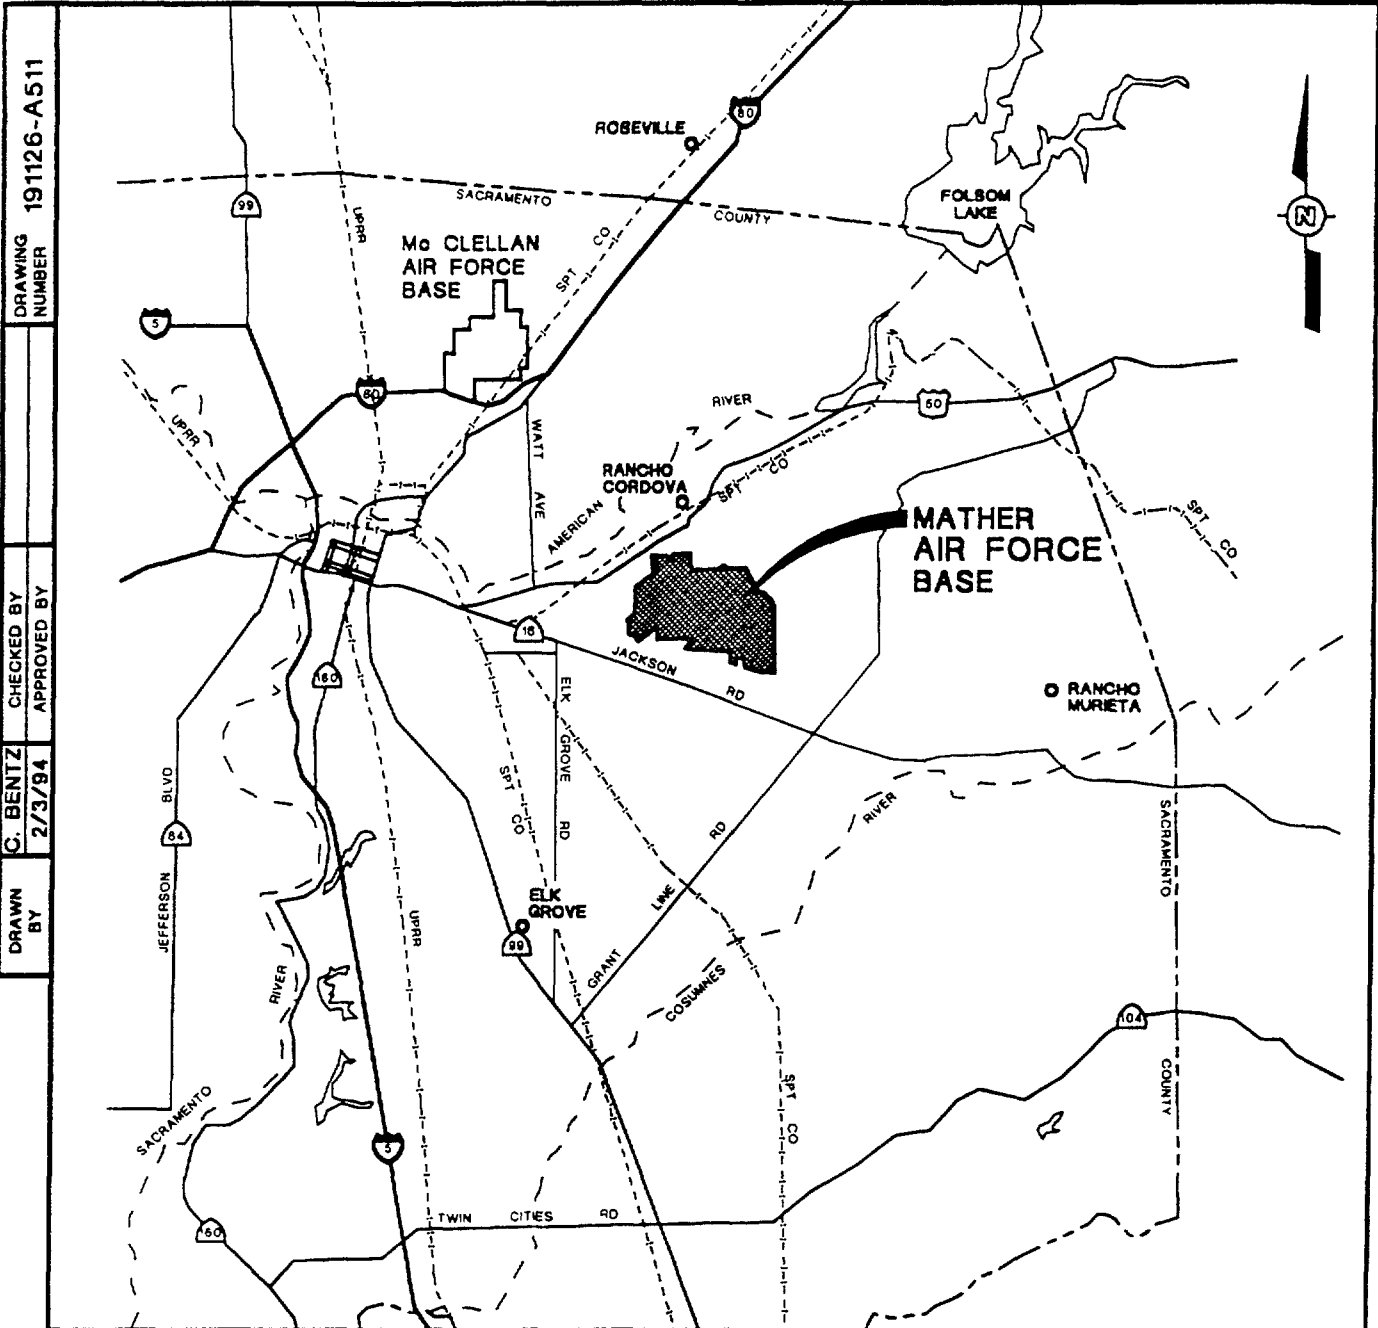 DRAWING
NUMBER
191126-A511
CHECKED BY
APPROVED BY
C. BENTZ
2/3/94
DRAWN
BY
ROSEVILLE
80
99
SACRAMENTO
COUNTY
FOLSOM
LAKE
N
UPRR
SPT
CO
Mc CLELLAN
AIR FORCE
BASE
5
80
UPRR
WATT
AVE
RIVER
AMERICAN
50
RANCHO
CORDOVA
SPT
CO
SPT
CO
MATHER
AIR FORCE
BASE
16
JACKSON
RD
160
ELK
GROVE
RD
RANCHO
MURIETA
SPT
CO
JEFFERSON
BLVD
84
GRANT
LINE
RD
RIVER
COSUMNES
SACRAMENTO
COUNTY
ELK
GROVE
99
UPRR
RIVER
SACRAMENTO
104
SPT
CO
5
160
TWIN
CITIES
RD